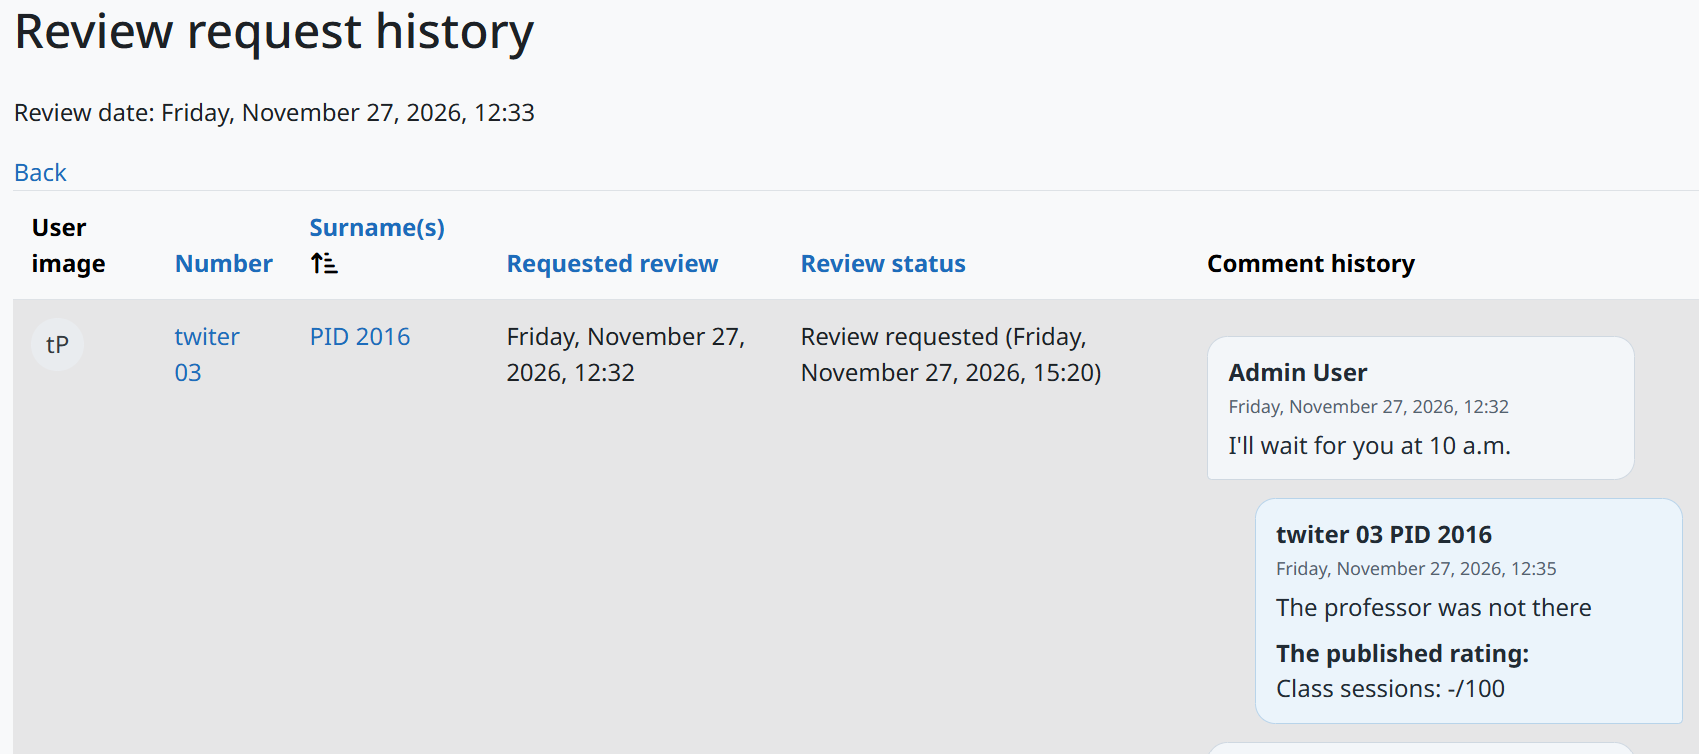 Review request history
Review date: Friday, November 27, 2026, 12:33
Back
User image
Number
Surname(s)
Requested review
Review status
Comment history
tP
twiter 03
PID 2016
Friday, November 27, 2026, 12:32
Review requested (Friday, November 27, 2026, 15:20)
Admin User
Friday, November 27, 2026, 12:32
I'll wait for you at 10 a.m.
twiter 03 PID 2016
Friday, November 27, 2026, 12:35
The professor was not there
The published rating:
Class sessions: -/100